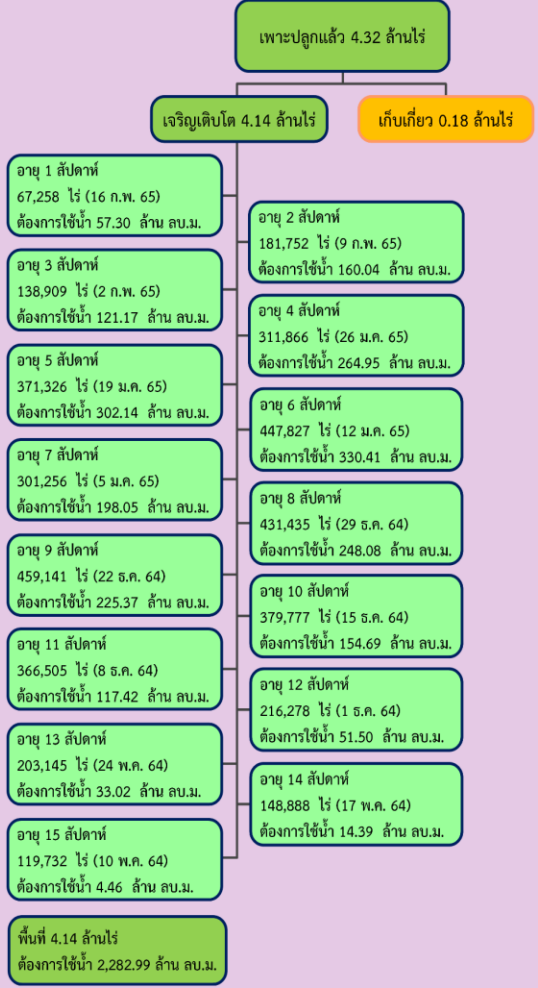 เพาะปลูกแล้ว 4.32 ล้านไร่
เจริญเติบโต 4.14 ล้านไร่
เก็บเกี่ยว 0.18 ล้านไร่
อายุ 1 สัปดาห์
67,258 ไร่ (16 ก.พ. 65)
ต้องการใช้น้ำ 57.30 ล้าน ลบ.ม.
อายุ 2 สัปดาห์
181,752 ไร่ (9 ก.พ. 65)
ต้องการใช้น้ำ 160.04 ล้าน ลบ.ม.
อายุ 3 สัปดาห์
138,909 ไร่ (2 ก.พ. 65)
ต้องการใช้น้ำ 121.17 ล้าน ลบ.ม.
อายุ 4 สัปดาห์
311,866 ไร่ (26 ม.ค. 65)
ต้องการใช้น้ำ 264.95 ล้าน ลบ.ม.
อายุ 5 สัปดาห์
371,326 ไร่ (19 ม.ค. 65)
ต้องการใช้น้ำ 302.14 ล้าน ลบ.ม.
อายุ 6 สัปดาห์
447,827 ไร่ (12 ม.ค. 65)
ต้องการใช้น้ำ 330.41 ล้าน ลบ.ม.
อายุ 7 สัปดาห์
301,256 ไร่ (5 ม.ค. 65)
ต้องการใช้น้ำ 198.05 ล้าน ลบ.ม.
อายุ 8 สัปดาห์
431,435 ไร่ (29 ธ.ค. 64)
ต้องการใช้น้ำ 248.08 ล้าน ลบ.ม.
อายุ 9 สัปดาห์
459,141 ไร่ (22 ธ.ค. 64)
ต้องการใช้น้ำ 225.37 ล้าน ลบ.ม.
อายุ 10 สัปดาห์
379,777 ไร่ (15 ธ.ค. 64)
ต้องการใช้น้ำ 154.69 ล้าน ลบ.ม.
อายุ 11 สัปดาห์
366,505 ไร่ (8 ธ.ค. 64)
ต้องการใช้น้ำ 117.42 ล้าน ลบ.ม.
อายุ 12 สัปดาห์
216,278 ไร่ (1 ธ.ค. 64)
ต้องการใช้น้ำ 51.50 ล้าน ลบ.ม.
อายุ 13 สัปดาห์
203,145 ไร่ (24 พ.ค. 64)
ต้องการใช้น้ำ 33.02 ล้าน ลบ.ม.
อายุ 14 สัปดาห์
148,888 ไร่ (17 พ.ค. 64)
ต้องการใช้น้ำ 14.39 ล้าน ลบ.ม.
อายุ 15 สัปดาห์
119,732 ไร่ (10 พ.ค. 64)
ต้องการใช้น้ำ 4.46 ล้าน ลบ.ม.
พื้นที่ 4.14 ล้านไร่
ต้องการใช้น้ำ 2,282.99 ล้าน ลบ.ม.